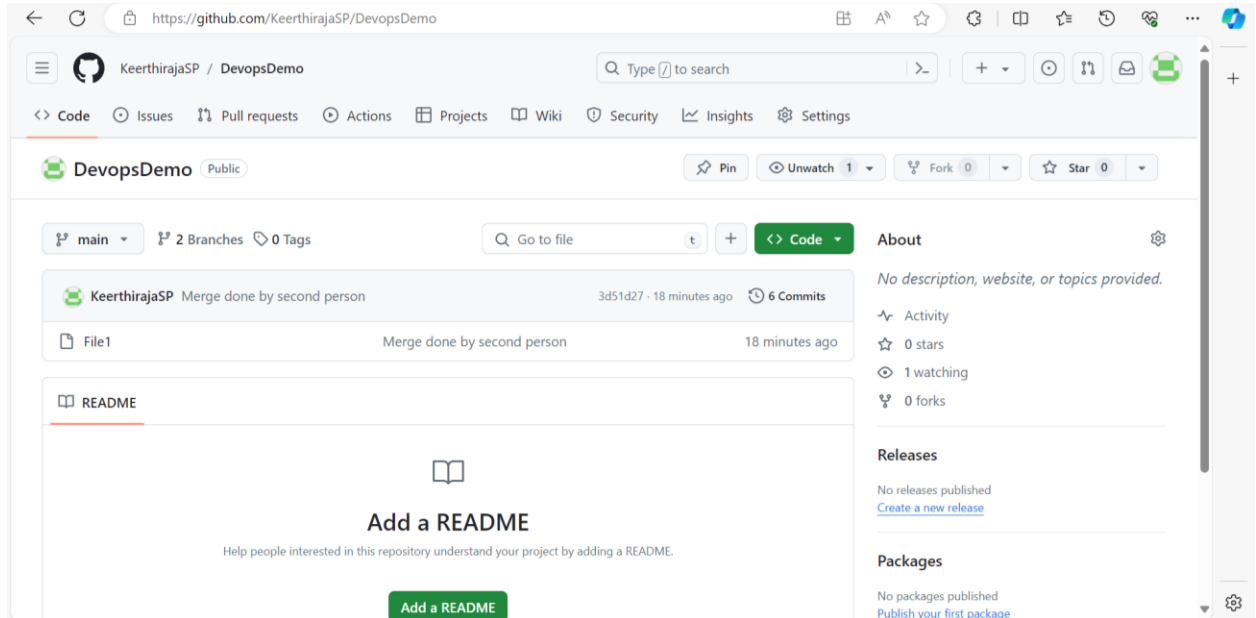 https://github.com/KeerthirajaSP/DevopsDemo
KeerthirajaSP / DevopsDemo
Type / to search
Code Issues Pull requests Actions Projects Wiki Security Insights Settings
DevopsDemo Public
Pin Unwatch 1 Fork 0 Star 0
main 2 Branches 0 Tags Go to file t Code
About
No description, website, or topics provided.
KeerthirajaSP Merge done by second person 3d51d27 · 18 minutes ago 6 Commits
File1 Merge done by second person 18 minutes ago
Activity
0 stars
1 watching
0 forks
README
Add a README
Help people interested in this repository understand your project by adding a README.
Add a README
Releases
No releases published
Create a new release
Packages
No packages published
Publish your first package